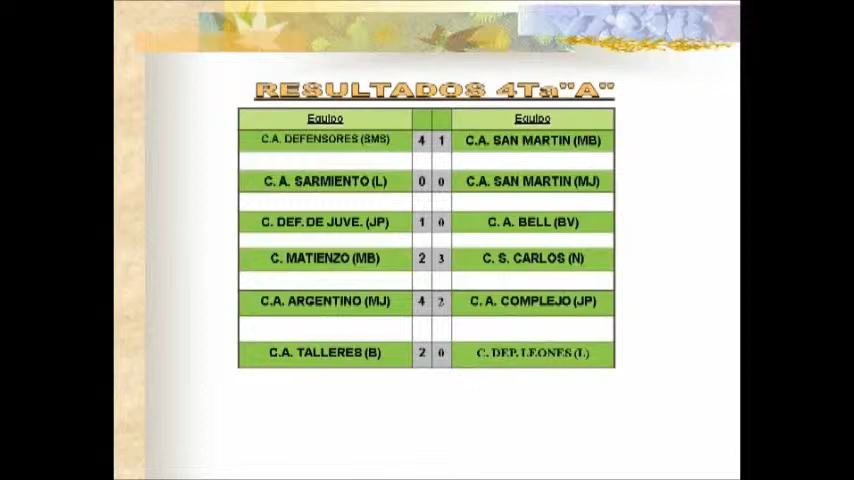 RESULTADOS 4Ta"A"
Equipo Equipo
C.A. DEFENSORES (SMS) 4 1 C.A. SAN MARTIN (MB)
C. A. SARMIENTO (L) 0 0 C.A. SAN MARTIN (MJ)
C. DEF. DE JUVE. (JP) 1 0 C. A. BELL (BV)
C. MATIENZO (MB) 2 3 C. S. CARLOS (N)
C.A. ARGENTINO (MJ) 4 2 C. A. COMPLEJO (JP)
C.A. TALLERES (B) 2 0 C. DEP. LEONES (L)